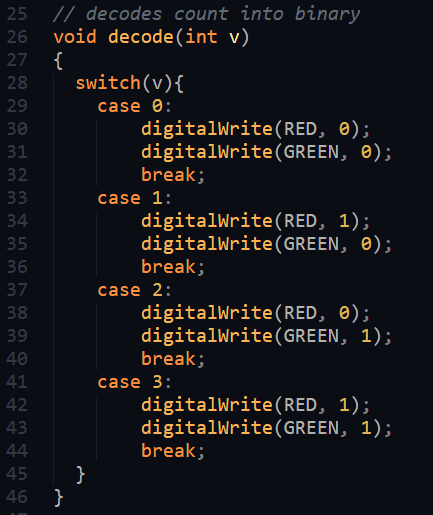 25 // decodes count into binary
26 void decode(int v)
27 {
28   switch(v){
29     case 0:
30         digitalWrite(RED, 0);
31         digitalWrite(GREEN, 0);
32         break;
33     case 1:
34         digitalWrite(RED, 1);
35         digitalWrite(GREEN, 0);
36         break;
37     case 2:
38         digitalWrite(RED, 0);
39         digitalWrite(GREEN, 1);
40         break;
41     case 3:
42         digitalWrite(RED, 1);
43         digitalWrite(GREEN, 1);
44         break;
45   }
46 }